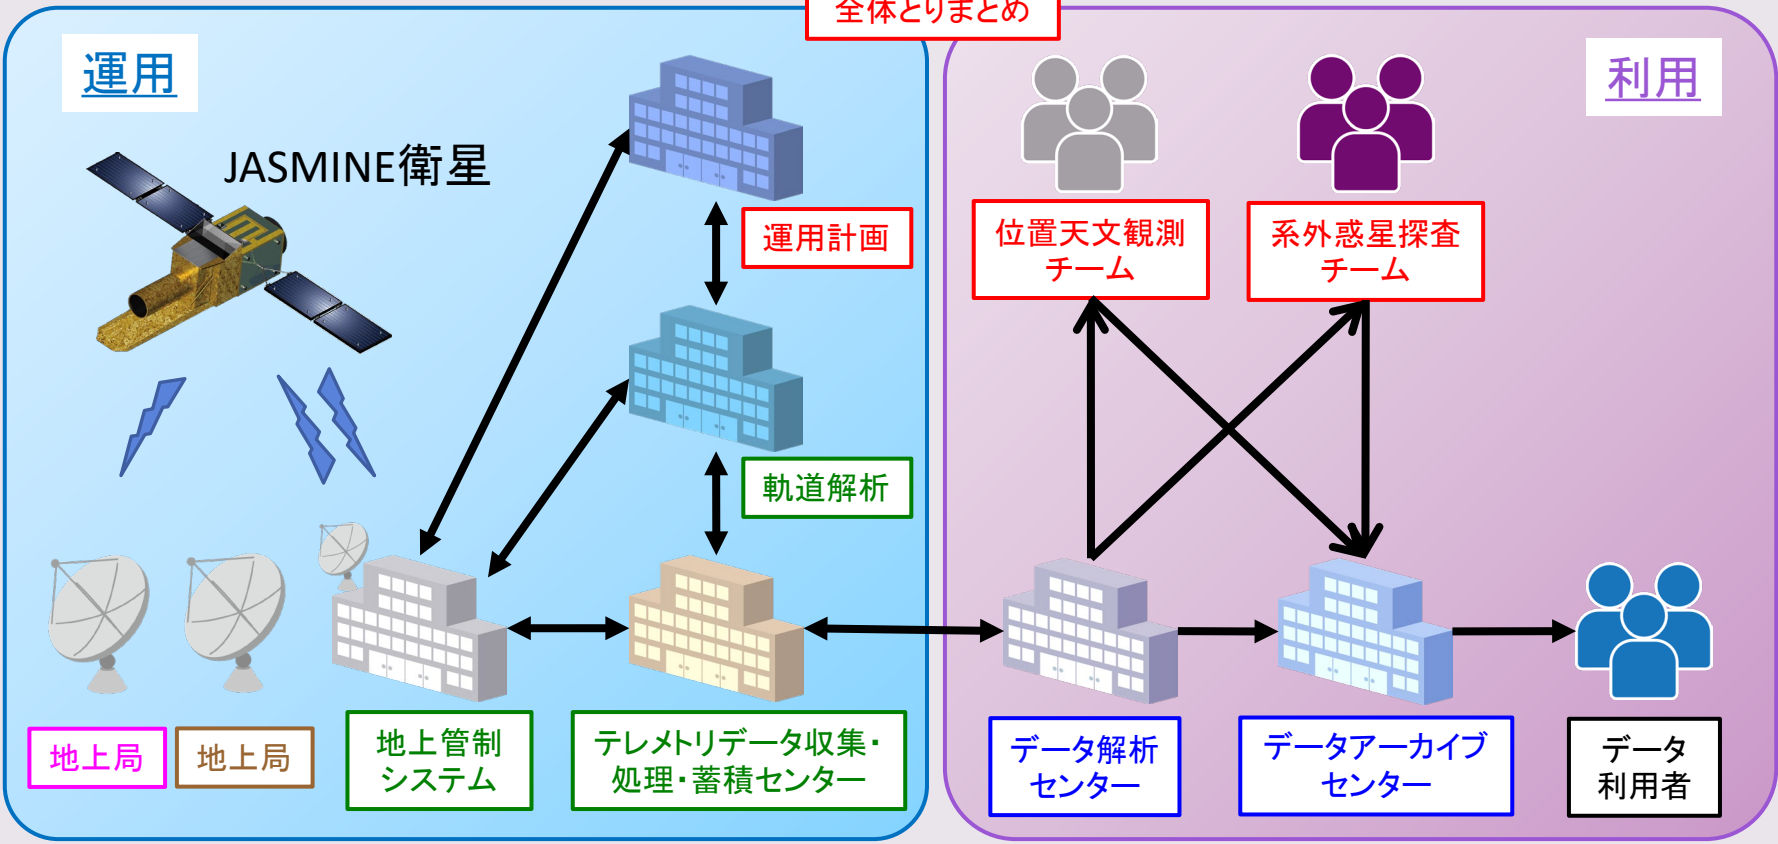 全体とりまとめ
運用
利用
JASMINE衛星
運用計画
位置天文観測
チーム
系外惑星探査
チーム
軌道解析
地上局
地上局
地上管制
システム
テレメトリデータ収集・
処理・蓄積センター
データ解析
センター
データアーカイブ
センター
データ
利用者